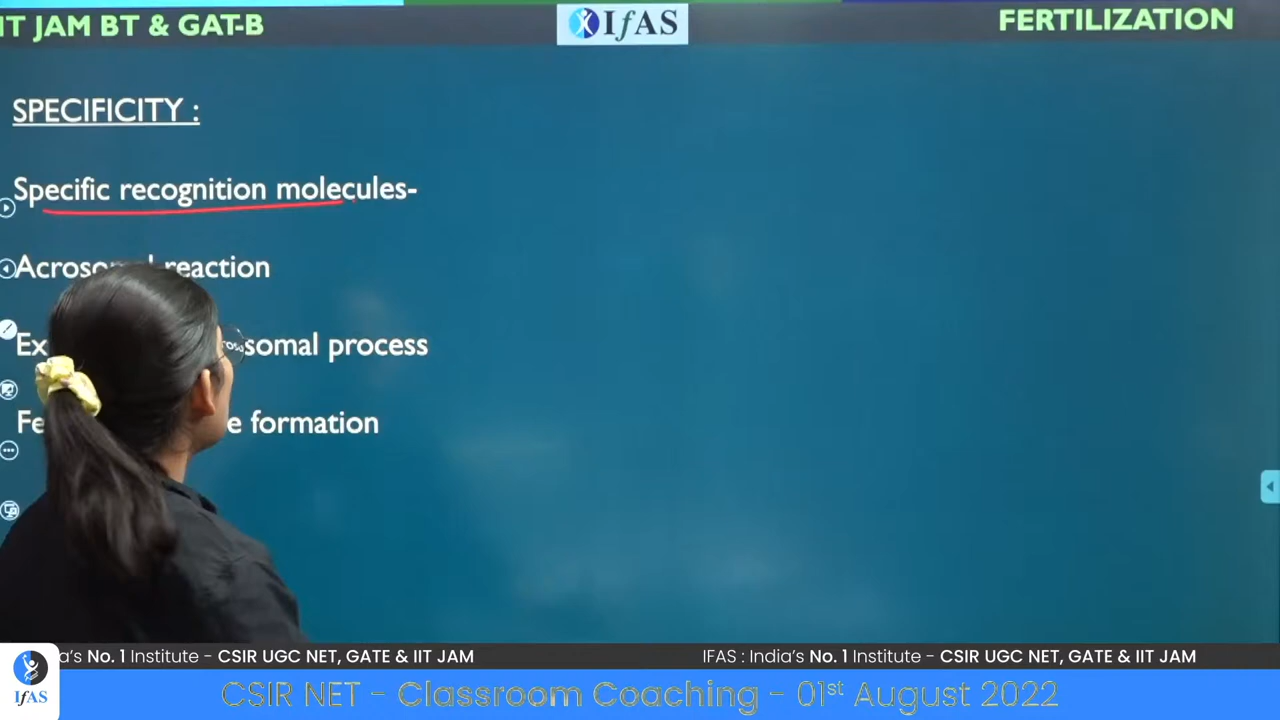 IIT JAM BT & GAT-B
IfAS
FERTILIZATION
SPECIFICITY :
Specific recognition molecules-
reaction
somal process
formation
No. 1 Institute - CSIR UGC NET, GATE & IIT JAM
IFAS : India's No. 1 Institute - CSIR UGC NET, GATE & IIT JAM
IfAS
CSIR NET - Classroom Coaching - 01st August 2022